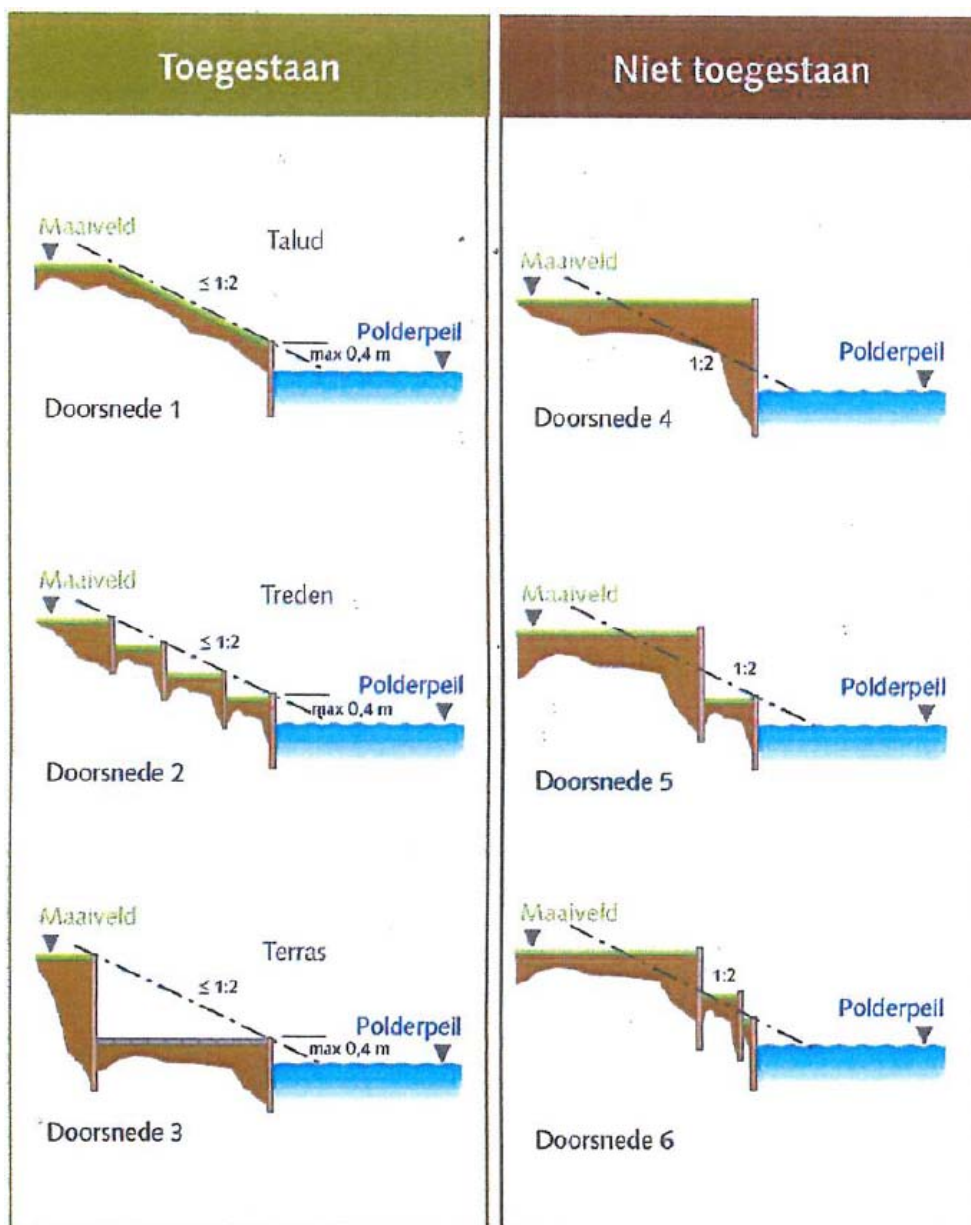 Toegestaan
Maaiveld
Talud
≤ 1:2
Polderpeil
max 0,4 m
Doorsnede 1
Maaiveld
Treden
≤ 1:2
Polderpeil
max 0,4 m
Doorsnede 2
Maaiveld
Terras
≤ 1:2
Polderpeil
max 0,4 m
Doorsnede 3
Niet toegestaan
Maaiveld
1:2
Polderpeil
Doorsnede 4
Maaiveld
1:2
Polderpeil
Doorsnede 5
Maaiveld
1:2
Polderpeil
Doorsnede 6